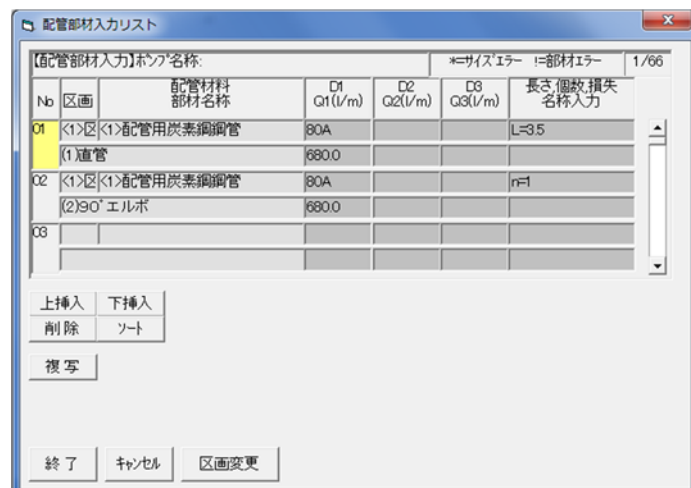 配管部材入力リスト
【配管部材入力】ﾎﾟﾝﾌﾟ名称: *=ｻｲｽﾞｴﾗｰ !=部材ｴﾗｰ 1/66
No 区画 配管材料 部材名称 D1 Q1(l/m) D2 Q2(l/m) D3 Q3(l/m) 長さ,個数,損失 名称入力
01 <1>区 <1>配管用炭素鋼鋼管 80A L=3.5
(1)直管 680.0
02 <1>区 <1>配管用炭素鋼鋼管 80A n=1
(2)90ﾟエルボ 680.0
03
上挿入 下挿入
削 除 ｿｰﾄ
複 写
終 了 ｷｬﾝｾﾙ 区画変更